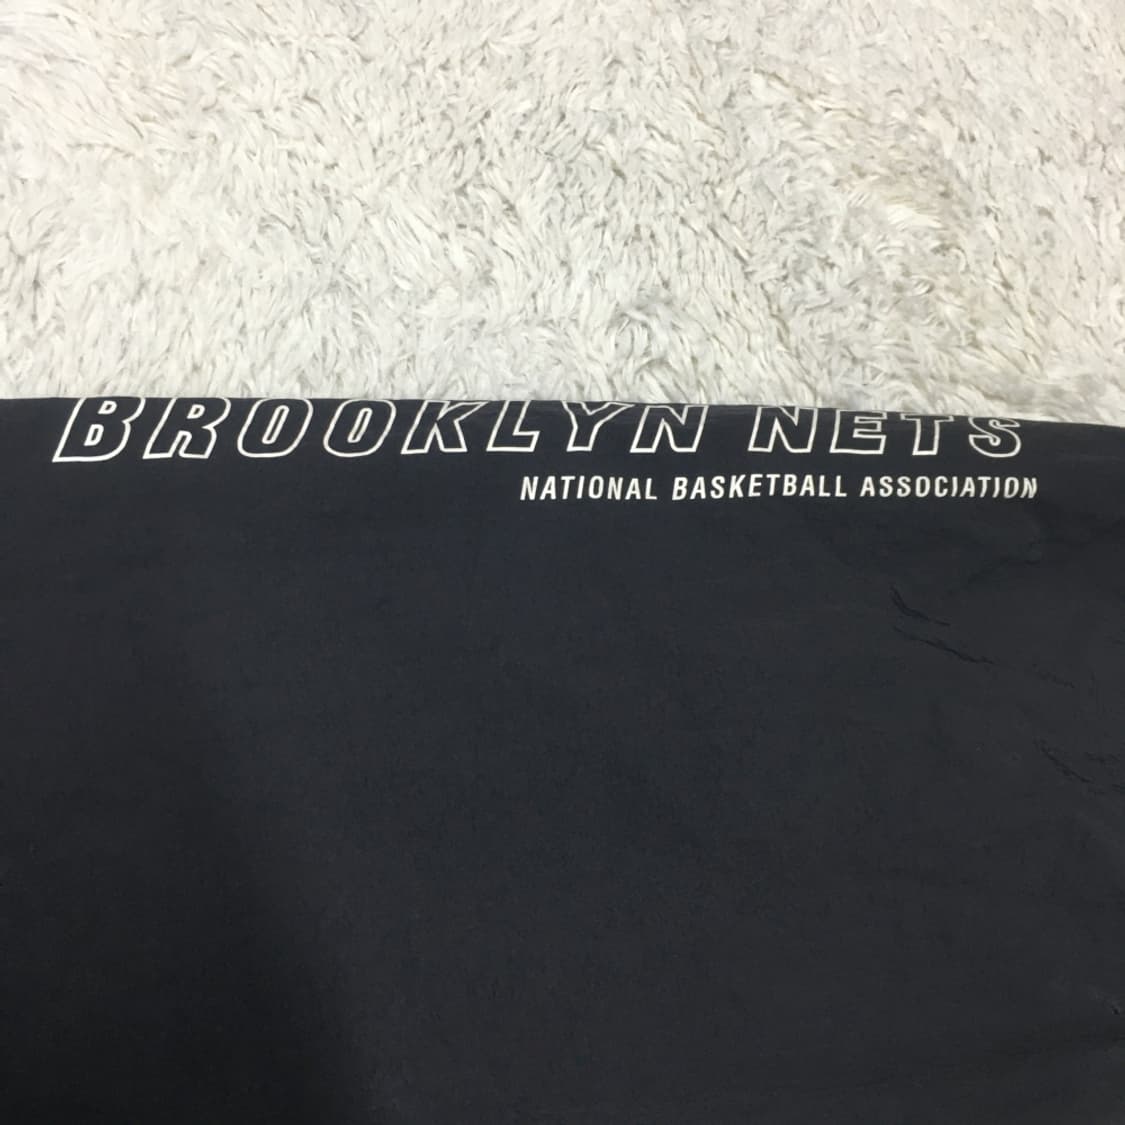 BROOKLYN NETS
NATIONAL BASKETBALL ASSOCIATION